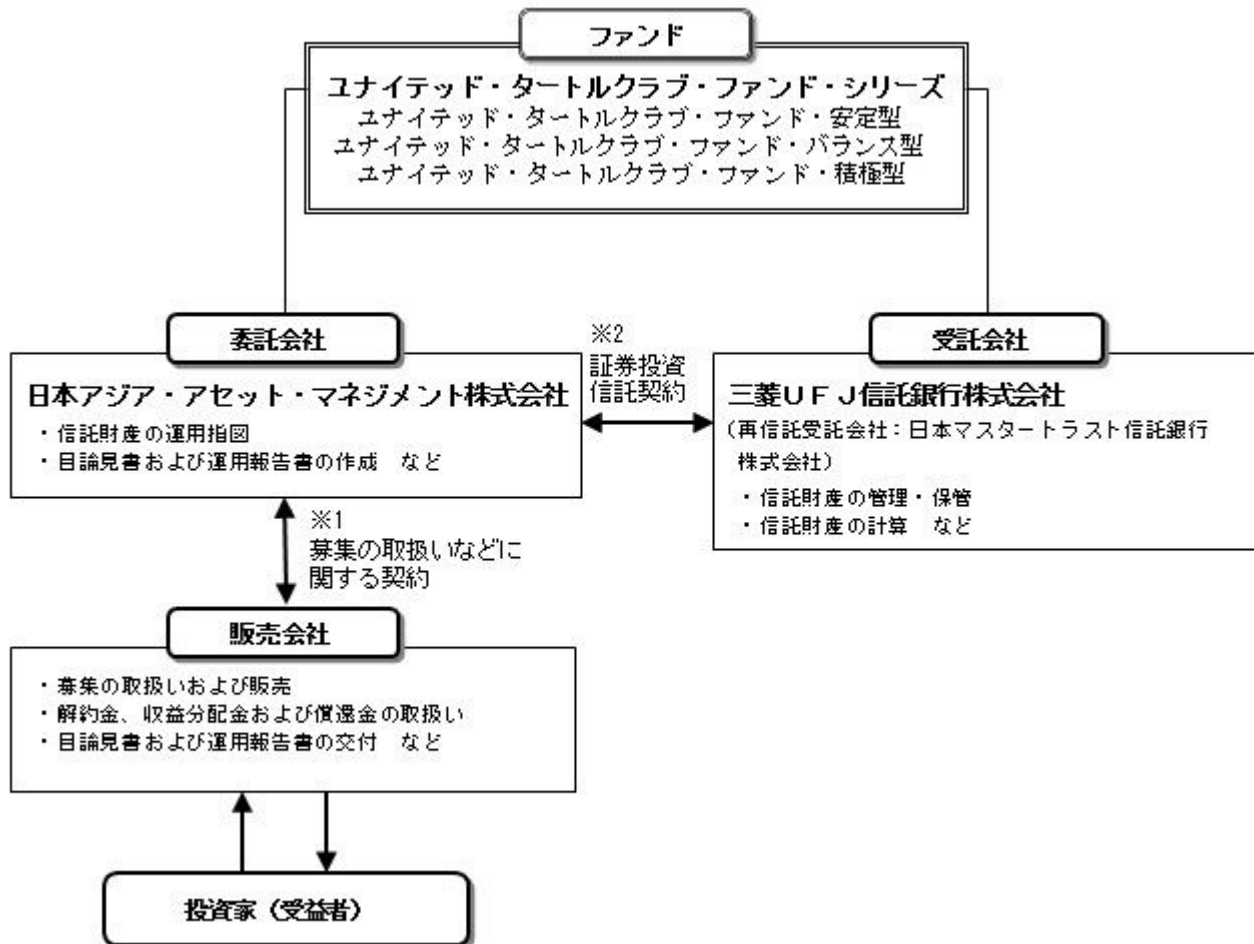 ファンド
ユナイテッド・タートルクラブ・ファンド・シリーズ
ユナイテッド・タートルクラブ・ファンド・安定型
ユナイテッド・タートルクラブ・ファンド・バランス型
ユナイテッド・タートルクラブ・ファンド・積極型
委託会社
日本アジア・アセット・マネジメント株式会社
・信託財産の運用指図
・目論見書および運用報告書の作成　など
※2
証券投資
信託契約
受託会社
三菱ＵＦＪ信託銀行株式会社
（再信託受託会社：日本マスタートラスト信託銀行
株式会社）
・信託財産の管理・保管
・信託財産の計算　など
※1
募集の取扱いなどに
関する契約
販売会社
・募集の取扱いおよび販売
・解約金、収益分配金および償還金の取扱い
・目論見書および運用報告書の交付　など
投資家（受益者）